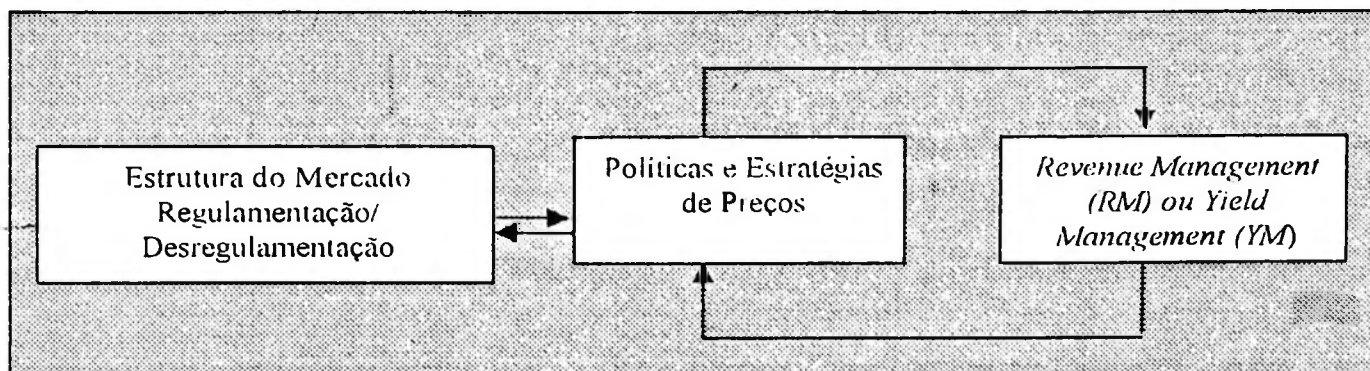 Estrutura do Mercado
Regulamentação/
Desregulamentação
Políticas e Estratégias
de Preços
Revenue Management
(RM) ou Yield
Management (YM)